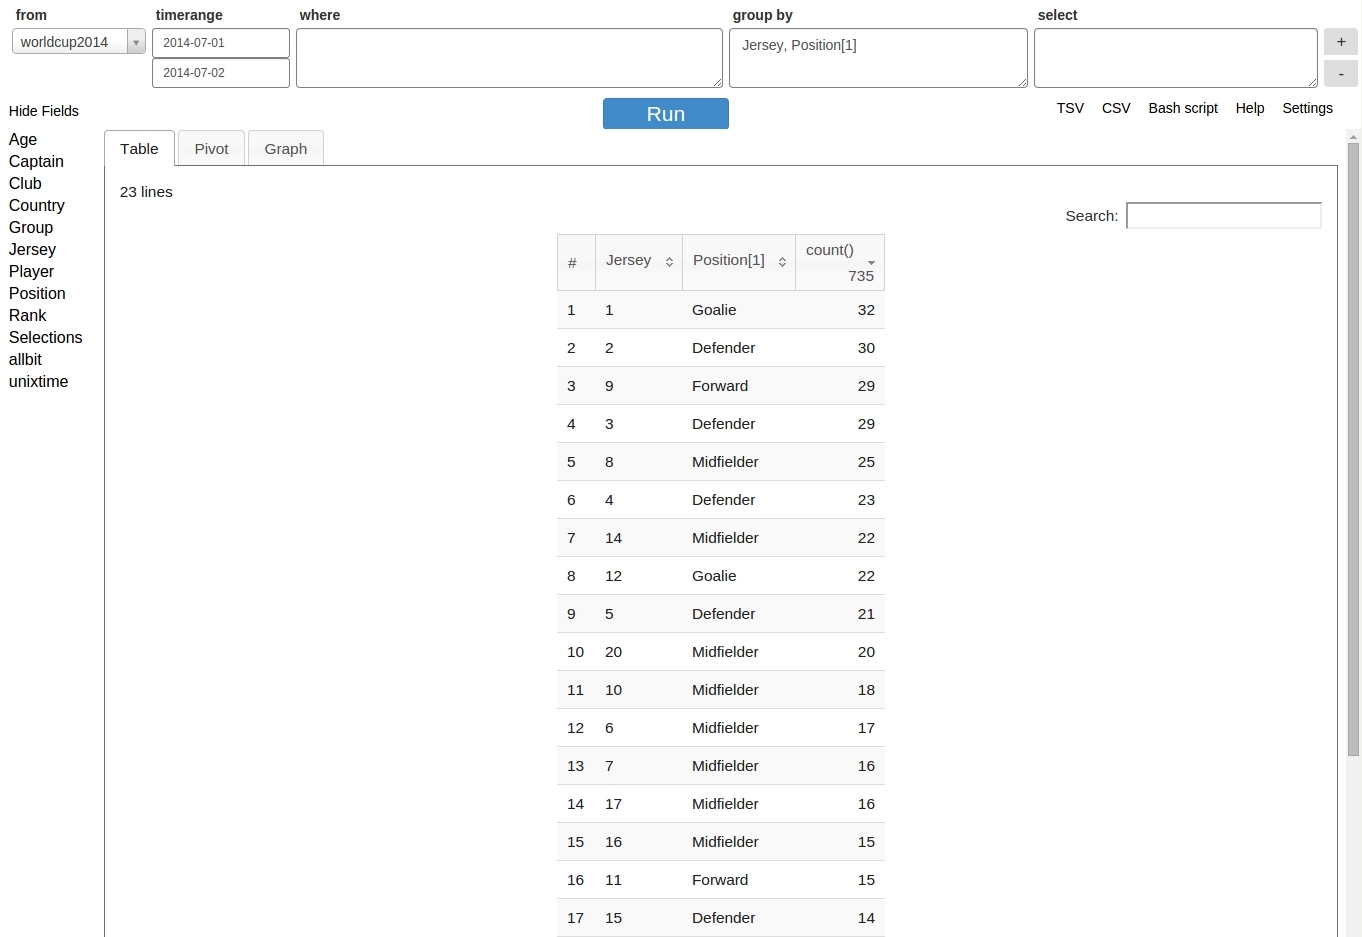 from timerange where group by select
worldcup2014 2014-07-01 Jersey, Position[1] +
2014-07-02 -
Hide Fields Run TSV CSV Bash script Help Settings
Age
Captain
Club
Country
Group
Jersey
Player
Position
Rank
Selections
allbit
unixtime
Table Pivot Graph
23 lines
Search:
# Jersey Position[1] count()
735
1 1 Goalie 32
2 2 Defender 30
3 9 Forward 29
4 3 Defender 29
5 8 Midfielder 25
6 4 Defender 23
7 14 Midfielder 22
8 12 Goalie 22
9 5 Defender 21
10 20 Midfielder 20
11 10 Midfielder 18
12 6 Midfielder 17
13 7 Midfielder 16
14 17 Midfielder 16
15 16 Midfielder 15
16 11 Forward 15
17 15 Defender 14